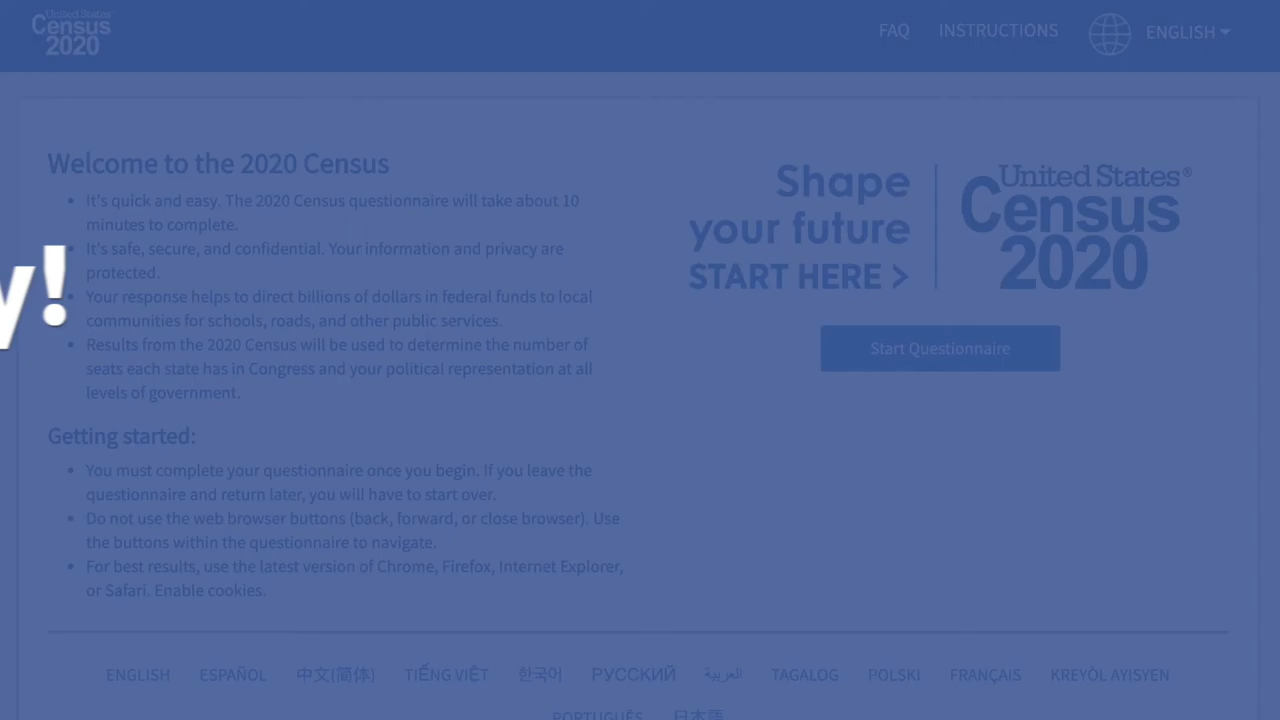 United States
Census
2020
FAQ
INSTRUCTIONS
ENGLISH
Welcome to the 2020 Census
It's quick and easy. The 2020 Census questionnaire will take about 10
minutes to complete.
It's safe, secure, and confidential. Your information and privacy are
protected.
Your response helps to direct billions of dollars in federal funds to local
communities for schools, roads, and other public services.
Results from the 2020 Census will be used to determine the number of
seats each state has in Congress and your political representation at all
levels of government.
y!
Getting started:
You must complete your questionnaire once you begin. If you leave the
questionnaire and return later, you will have to start over.
Do not use the web browser buttons (back, forward, or close browser). Use
the buttons within the questionnaire to navigate.
For best results, use the latest version of Chrome, Firefox, Internet Explorer,
or Safari. Enable cookies.
Shape
your future
START HERE >
United States®
Census
2020
Start Questionnaire
ENGLISH ESPAÑOL 中文(简体) TIẾNG VIỆT 한국어 РУССКИЙ العربية TAGALOG POLSKI FRANÇAIS KREYÒL AYISYEN
PORTUGUÊS 日本語